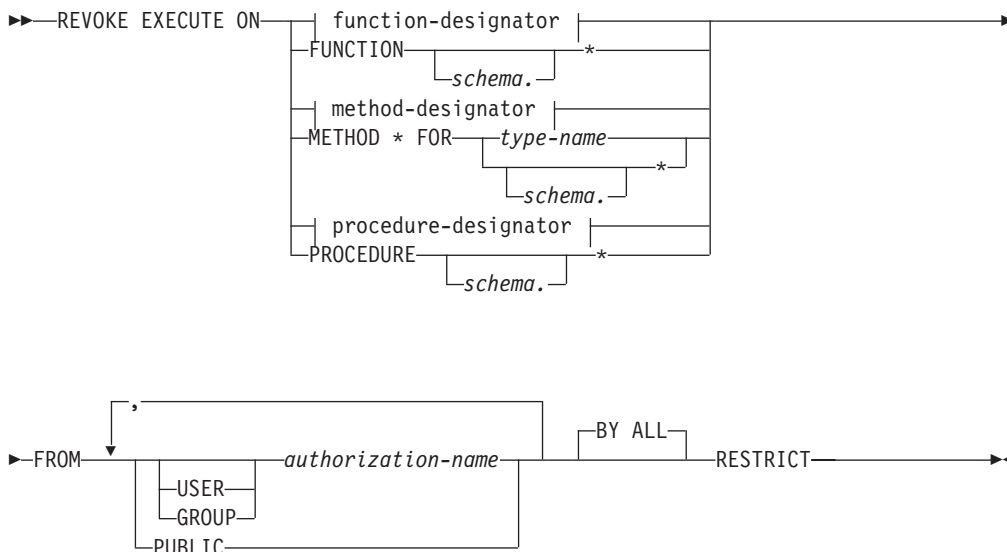 REVOKE EXECUTE ON function-designator
FUNCTION *
schema.
method-designator
METHOD * FOR type-name
*
schema.
procedure-designator
PROCEDURE *
schema.
,
BY ALL
FROM authorization-name RESTRICT
USER
GROUP
PUBLIC